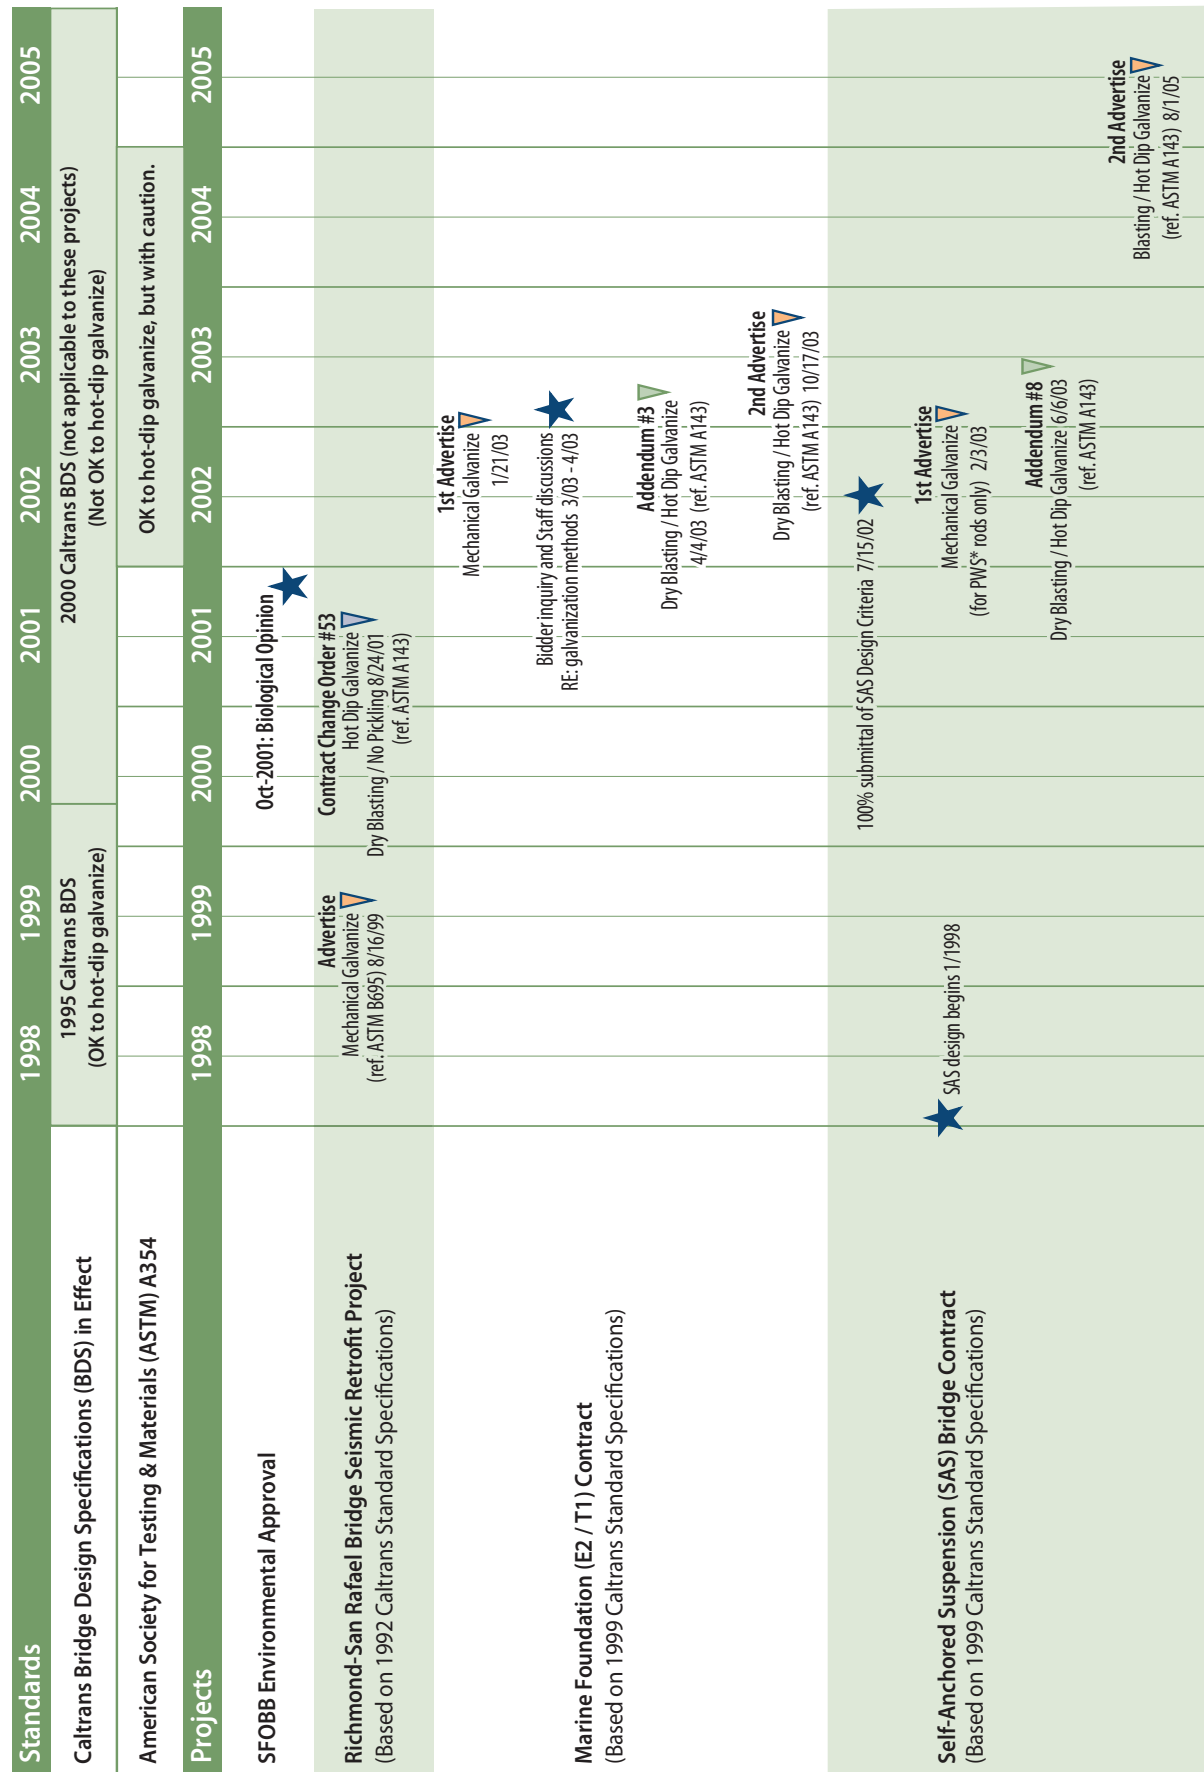 Standards
1998 1999 2000 2001 2002 2003 2004 2005
Caltrans Bridge Design Specifications (BDS) in Effect
1995 Caltrans BDS
(OK to hot-dip galvanize)
2000 Caltrans BDS (not applicable to these projects)
(Not OK to hot-dip galvanize)
American Society for Testing & Materials (ASTM) A354
OK to hot-dip galvanize, but with caution.
Projects
1998 1999 2000 2001 2002 2003 2004 2005
SFOBB Environmental Approval
Oct-2001: Biological Opinion
Richmond-San Rafael Bridge Seismic Retrofit Project
(Based on 1992 Caltrans Standard Specifications)
Advertise
Mechanical Galvanize
(ref. ASTM B695) 8/16/99
Contract Change Order #53
Hot Dip Galvanize
Dry Blasting / No Pickling 8/24/01
(ref. ASTM A143)
Marine Foundation (E2 / T1) Contract
(Based on 1999 Caltrans Standard Specifications)
1st Advertise
Mechanical Galvanize
1/21/03
Bidder inquiry and Staff discussions
RE: galvanization methods 3/03 - 4/03
Addendum #3
Dry Blasting / Hot Dip Galvanize
4/4/03 (ref. ASTM A143)
2nd Advertise
Dry Blasting / Hot Dip Galvanize
(ref. ASTM A143) 10/17/03
Self-Anchored Suspension (SAS) Bridge Contract
(Based on 1999 Caltrans Standard Specifications)
100% submittal of SAS Design Criteria 7/15/02
SAS design begins 1/1998
1st Advertise
Mechanical Galvanize
(for PWS* rods only) 2/3/03
Addendum #8
Dry Blasting / Hot Dip Galvanize 6/6/03
(ref. ASTM A143)
2nd Advertise
Blasting / Hot Dip Galvanize
(ref. ASTM A143) 8/1/05